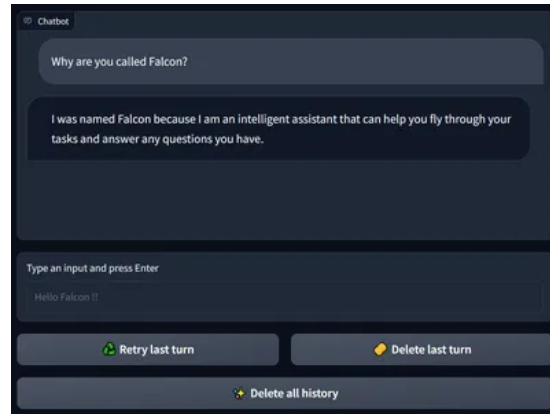 Chatbot
Why are you called Falcon?
I was named Falcon because I am an intelligent assistant that can help you fly through your
tasks and answer any questions you have.
Type an input and press Enter
Hello Falcon !!
Retry last turn
Delete last turn
Delete all history